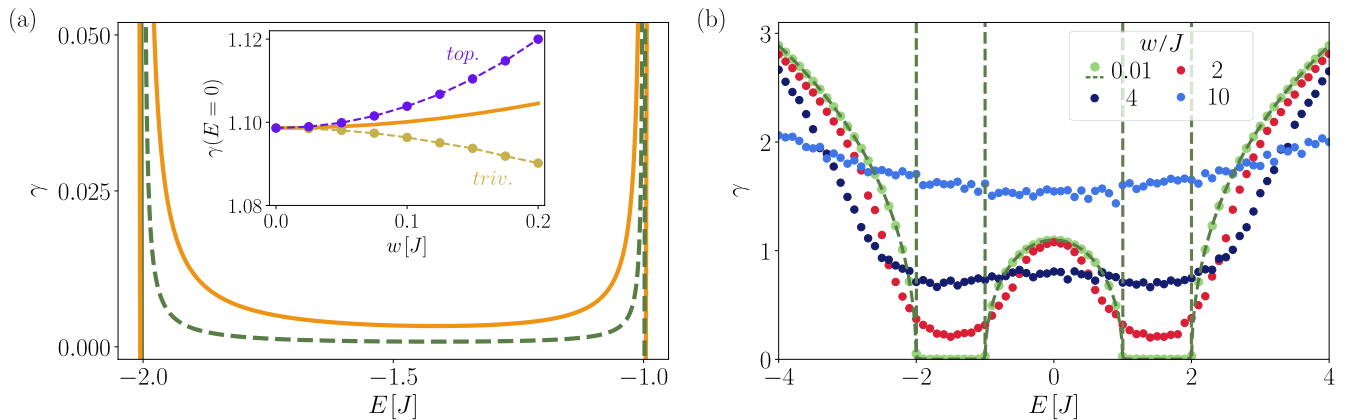 (a)
0.050
0.025
0.000
γ
−2.0
−1.5
−1.0
E[J]
1.12
1.10
1.08
γ(E = 0)
top.
triv.
0.0
0.1
0.2
w[J]
(b)
3
2
1
0
γ
w/J
0.01
2
4
10
−4
−2
0
2
4
E[J]